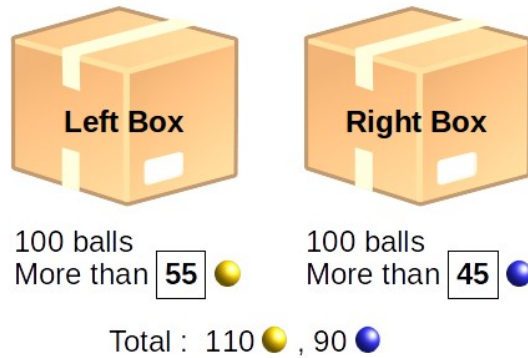 Left Box
Right Box
100 balls
More than 55
100 balls
More than 45
Total : 110 , 90